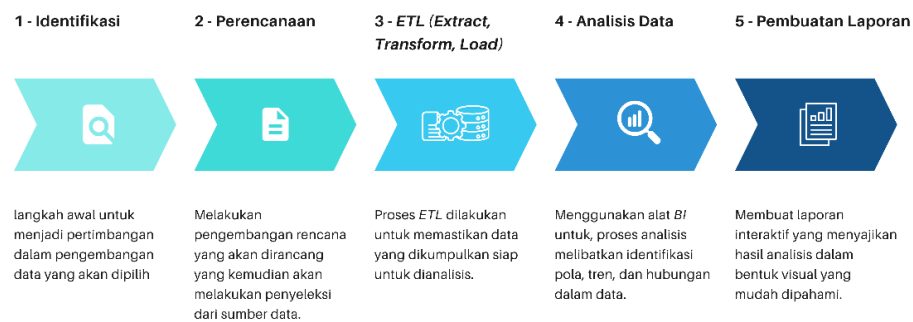 1 - Identifikasi
langkah awal untuk
menjadi pertimbangan
dalam pengembangan
data yang akan dipilih
2 - Perencanaan
Melakukan
pengembangan rencana
yang akan dirancang
yang kemudian akan
melakukan penyeleksi
dari sumber data.
3 - ETL (Extract,
Transform, Load)
Proses ETL dilakukan
untuk memastikan data
yang dikumpulkan siap
untuk dianalisis.
4 - Analisis Data
Menggunakan alat BI
untuk, proses analisis
melibatkan identifikasi
pola, tren, dan hubungan
dalam data.
5 - Pembuatan Laporan
Membuat laporan
interaktif yang menyajikan
hasil analisis dalam
bentuk visual yang
mudah dipahami.